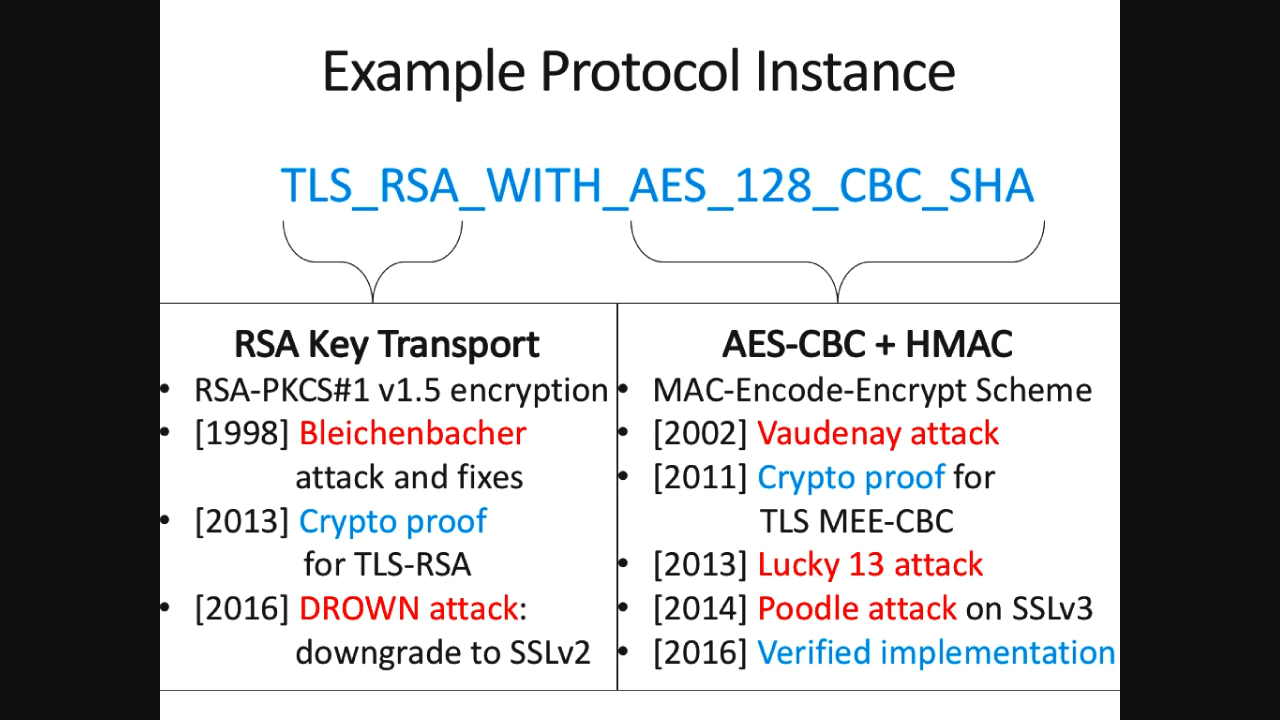 Example Protocol Instance
TLS_RSA_WITH_AES_128_CBC_SHA
RSA Key Transport
• RSA-PKCS#1 v1.5 encryption
• [1998] Bleichenbacher
attack and fixes
• [2013] Crypto proof
for TLS-RSA
• [2016] DROWN attack:
downgrade to SSLv2
AES-CBC + HMAC
• MAC-Encode-Encrypt Scheme
• [2002] Vaudenay attack
• [2011] Crypto proof for
TLS MEE-CBC
• [2013] Lucky 13 attack
• [2014] Poodle attack on SSLv3
• [2016] Verified implementation